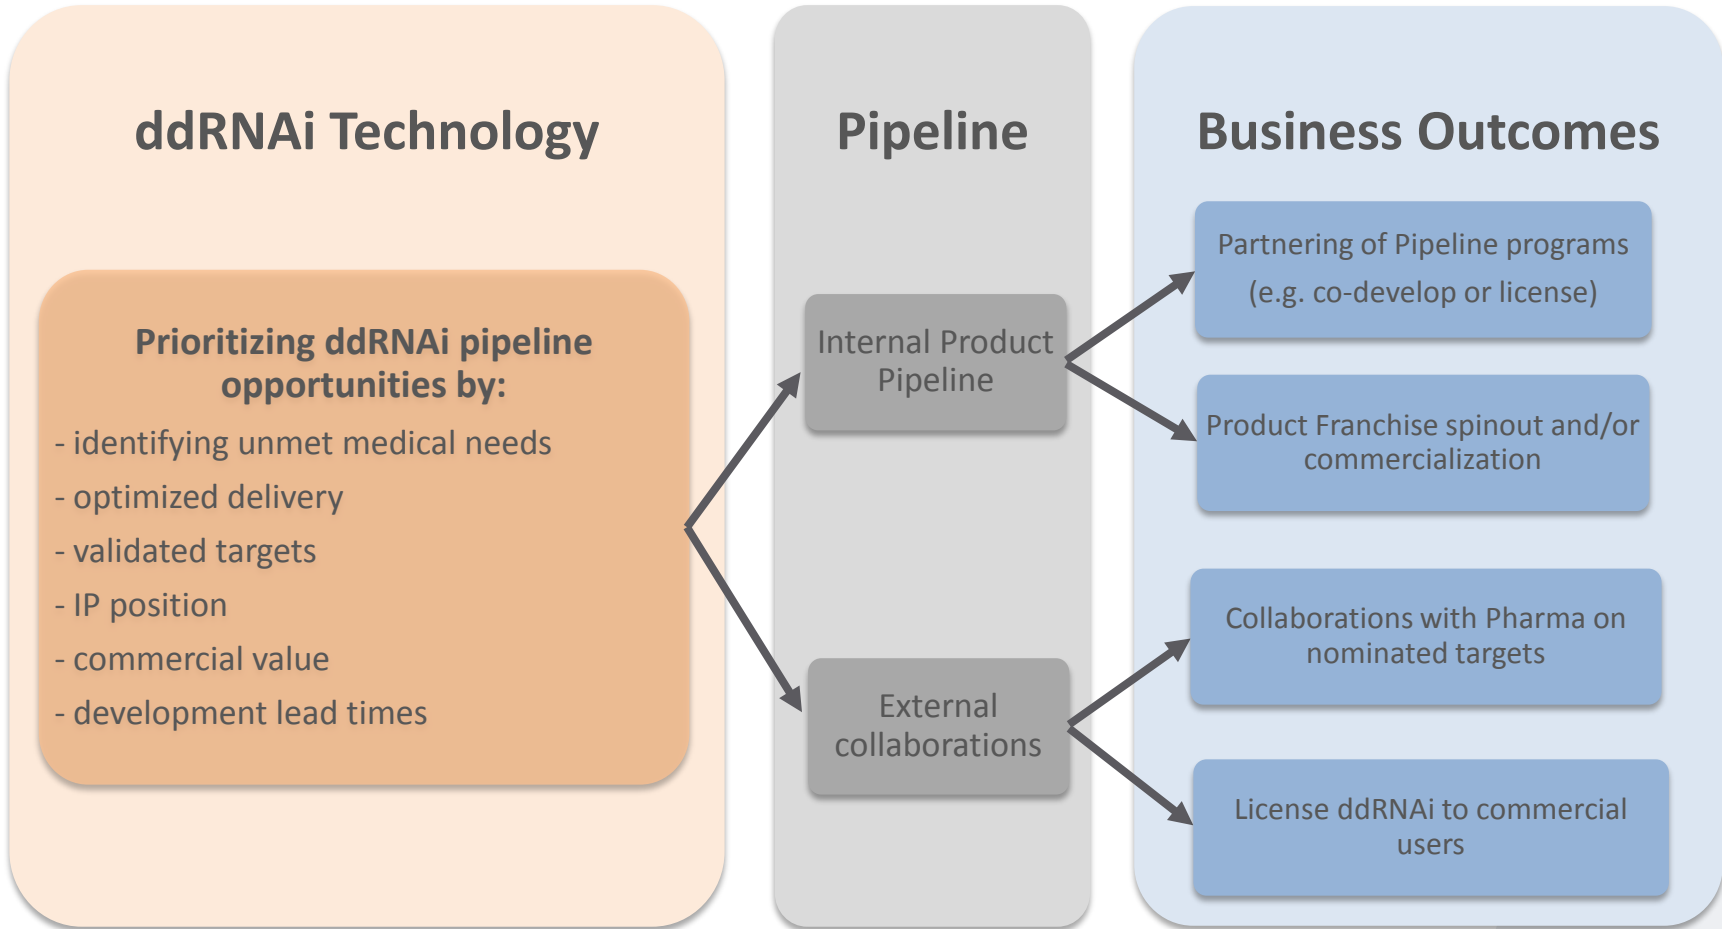 ddRNAi Technology
Prioritizing ddRNAi pipeline
opportunities by:
- identifying unmet medical needs
- optimized delivery
- validated targets
- IP position
- commercial value
- development lead times
Pipeline
Internal Product
Pipeline
External
collaborations
Business Outcomes
Partnering of Pipeline programs
(e.g. co-develop or license)
Product Franchise spinout and/or
commercialization
Collaborations with Pharma on
nominated targets
License ddRNAi to commercial
users